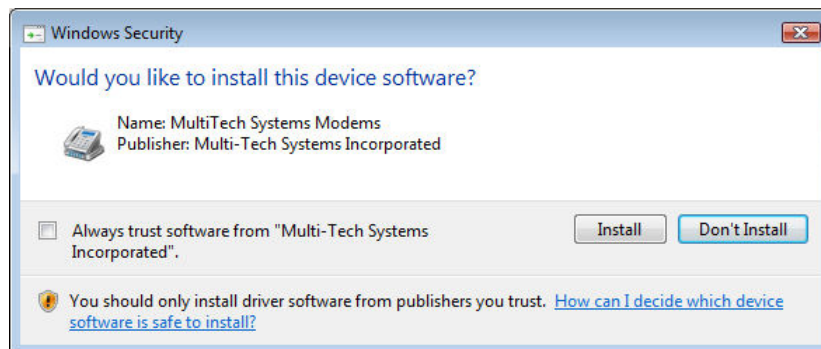 Windows Security
Would you like to install this device software?
Name: MultiTech Systems Modems
Publisher: Multi-Tech Systems Incorporated
Always trust software from "Multi-Tech Systems
Incorporated".
Install
Don't Install
You should only install driver software from publishers you trust. How can I decide which device
software is safe to install?